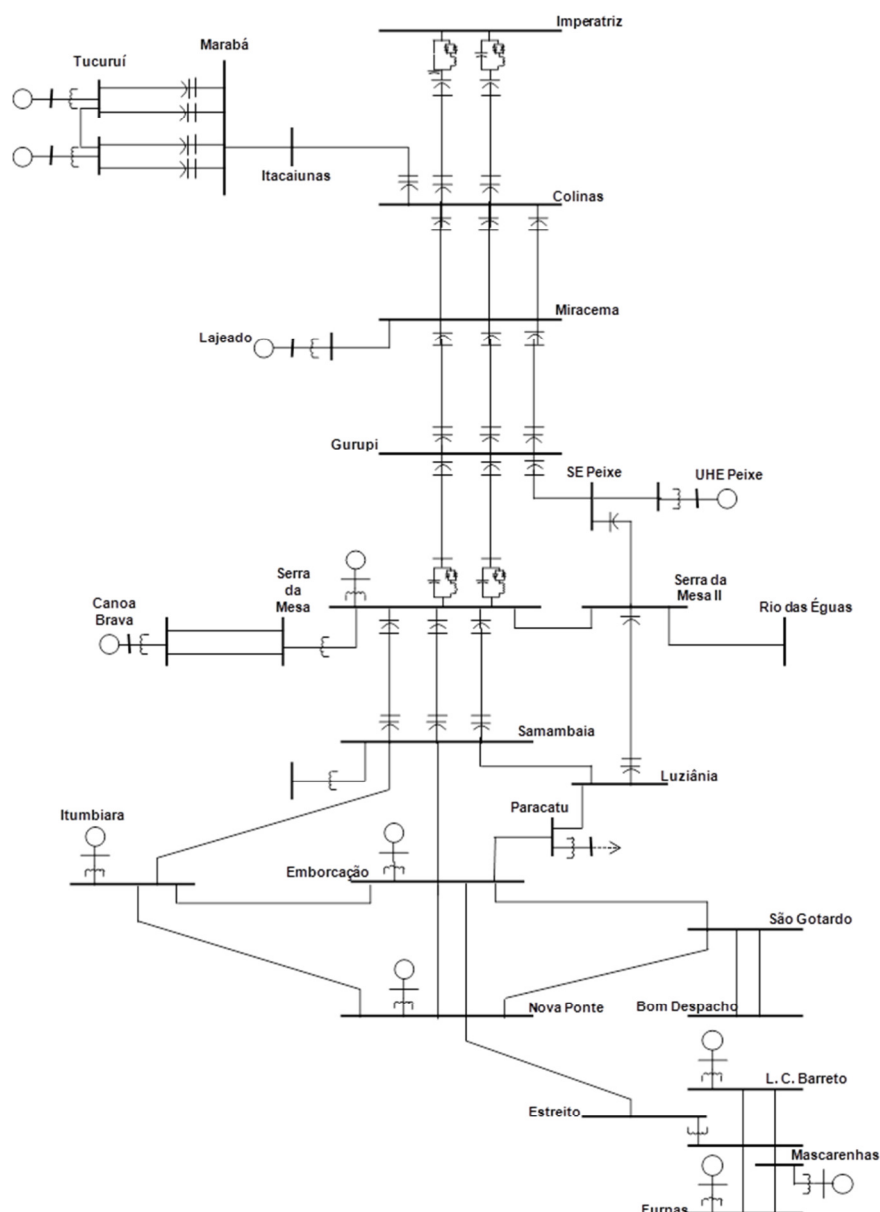 Imperatriz
Marabá
Tucuruí
Itacaiunas
Colinas
Miracema
Lajeado
Gurupi
SE Peixe
UHE Peixe
Serra
da
Mesa
Serra da
Mesa II
Canoa
Brava
Rio das Éguas
Samambaia
Luziânia
Paracatu
Itumbiara
Emborcação
São Gotardo
Nova Ponte
Bom Despacho
L. C. Barreto
Estreito
Mascarenhas
Furnas